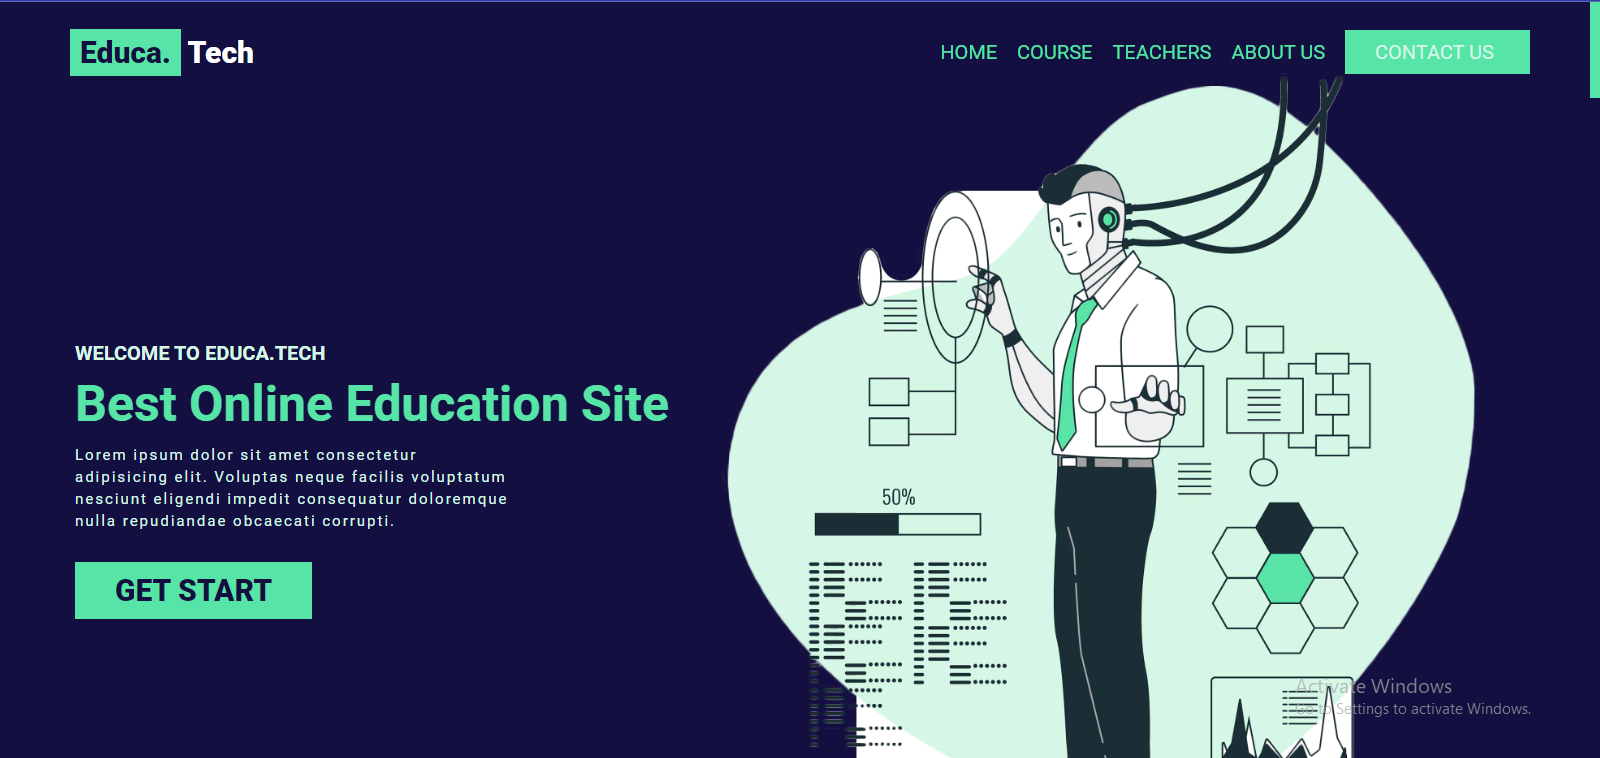 Educa. Tech
HOME COURSE TEACHERS ABOUT US CONTACT US
WELCOME TO EDUCA.TECH
Best Online Education Site
Lorem ipsum dolor sit amet consectetur
adipisicing elit. Voluptas neque facilis voluptatum
nesciunt eligendi impedit consequatur doloremque
nulla repudiandae obcaecati corrupti.
GET START
50%
Activate Windows
Go to Settings to activate Windows.